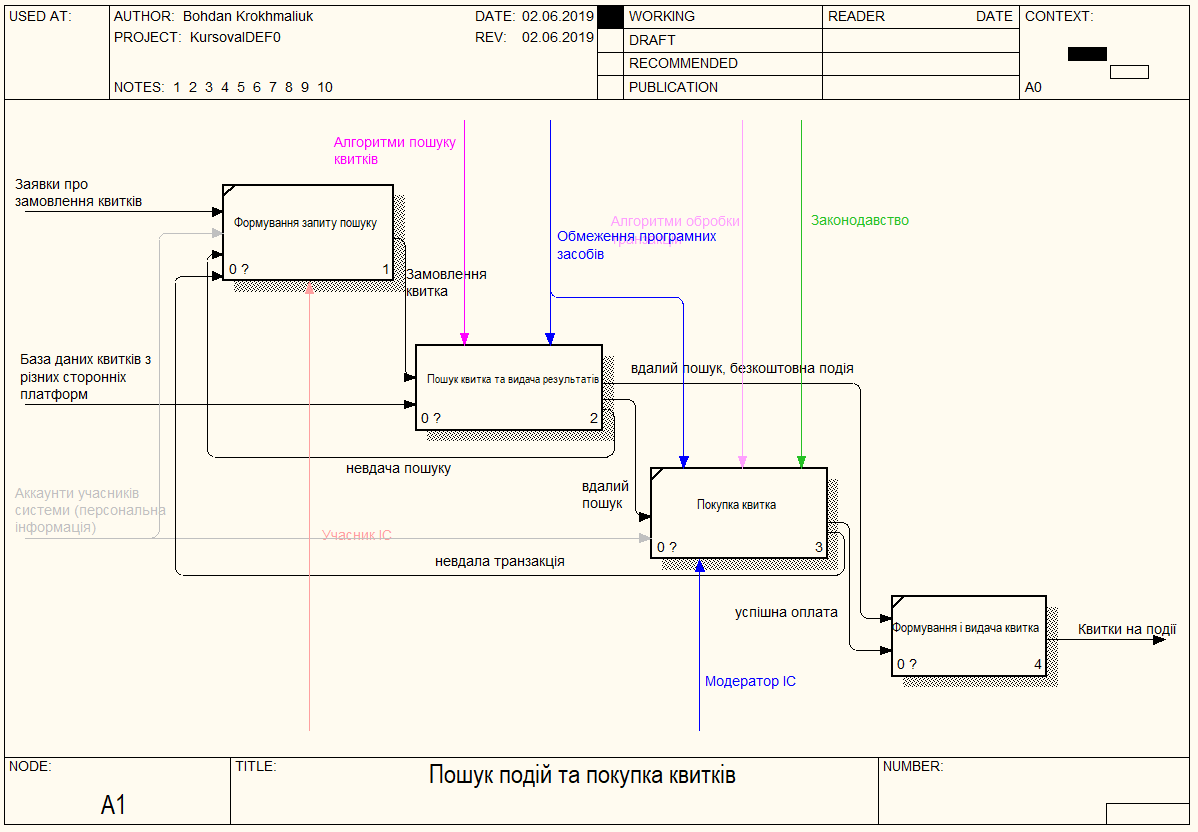 USED AT:
AUTHOR: Bohdan Krokhmaliuk
DATE: 02.06.2019
PROJECT: KursovaIDEF0
REV: 02.06.2019
NOTES: 1 2 3 4 5 6 7 8 9 10
WORKING
DRAFT
RECOMMENDED
PUBLICATION
READER
DATE
CONTEXT:
A0
Алгоритми пошуку
квитків
Заявки про
замовлення квитків
Формування запиту пошуку
0 ?
1
Алгоритми обробки
Обмеження програмних
засобів
Законодавство
Замовлення
квитка
База даних квитків з
різних сторонніх
платформ
Пошук квитка та видача результатів
0 ?
2
вдалий пошук, безкоштовна подія
невдача пошуку
вдалий
пошук
Аккаунти учасників
системи (персональна
інформація)
Учасник ІС
Покупка квитка
0 ?
3
невдала транзакція
успішна оплата
Формування і видача квитка
0 ?
4
Квитки на події
Модератор ІС
NODE:
A1
TITLE:
Пошук подій та покупка квитків
NUMBER: